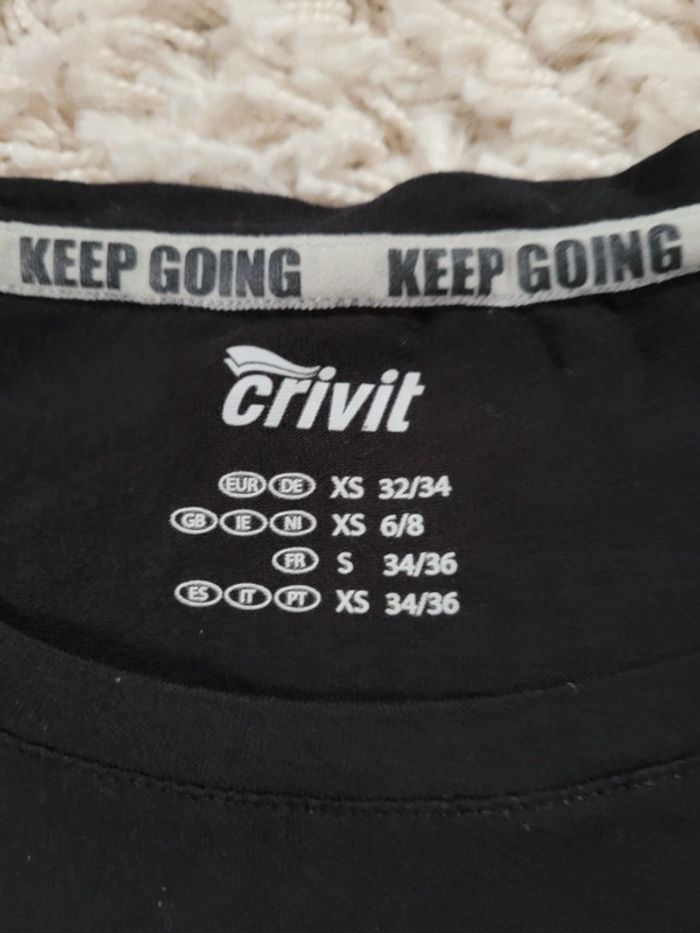 KEEP GOING KEEP GOING
crivit
EUR DE XS 32/34
GB IE NI XS 6/8
FR S 34/36
ES IT PT XS 34/36